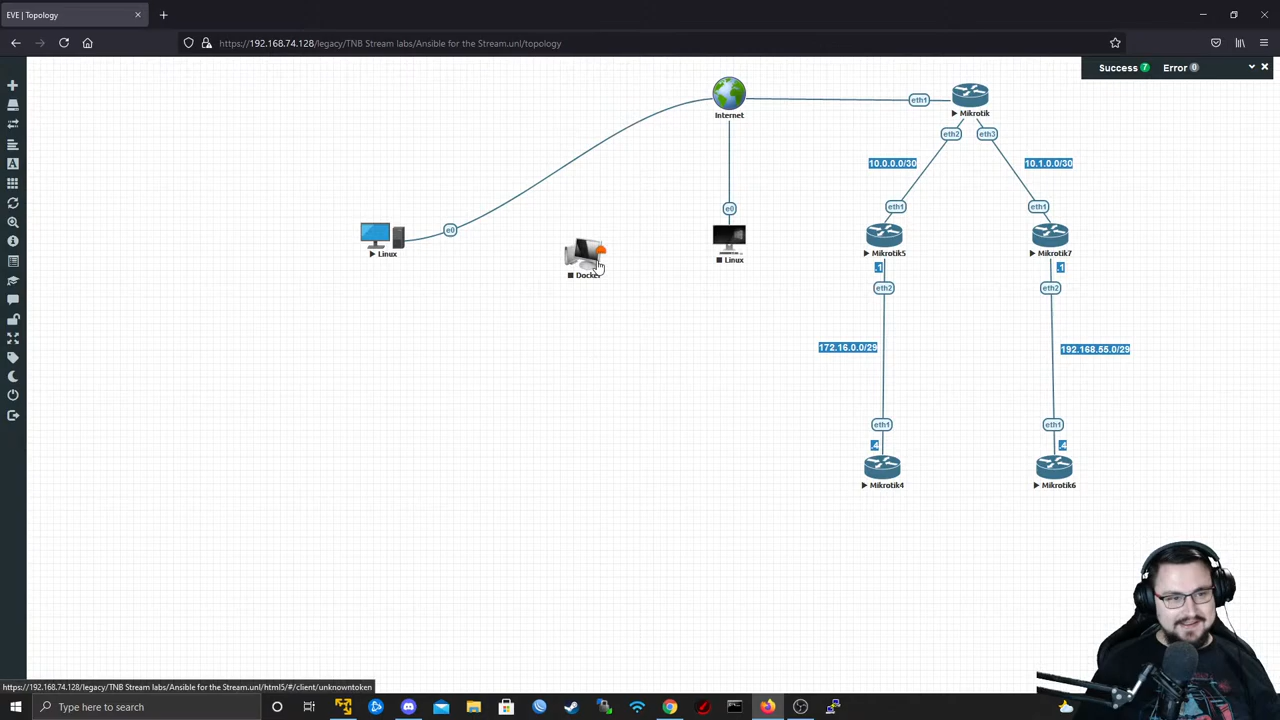 EVE | Topology
https://192.168.74.128/legacy/TNB Stream labs/Ansible for the Stream.unl/topology
Success 7 Error 0
Internet
eth1
Mikrotik
eth2 eth3
10.0.0.0/30 10.1.0.0/30
eth1 eth1
e0
e0
Linux
Docker
Linux
Mikrotik5 Mikrotik7
.1 .1
eth2 eth2
172.16.0.0/29 192.168.55.0/29
eth1 eth1
.4 .4
Mikrotik4 Mikrotik6
https://192.168.74.128/legacy/TNB Stream labs/Ansible for the Stream.unl/html5/#/client/unknowntoken
Type here to search